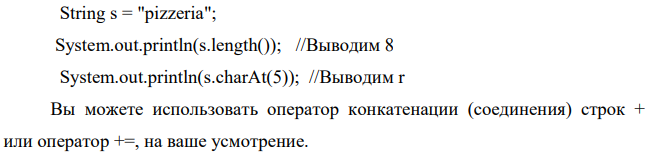 String s = "pizzeria";
System.out.println(s.length()); //Выводим 8
System.out.println(s.charAt(5)); //Выводим r
Вы можете использовать оператор конкатенации (соединения) строк +
или оператор +=, на ваше усмотрение.